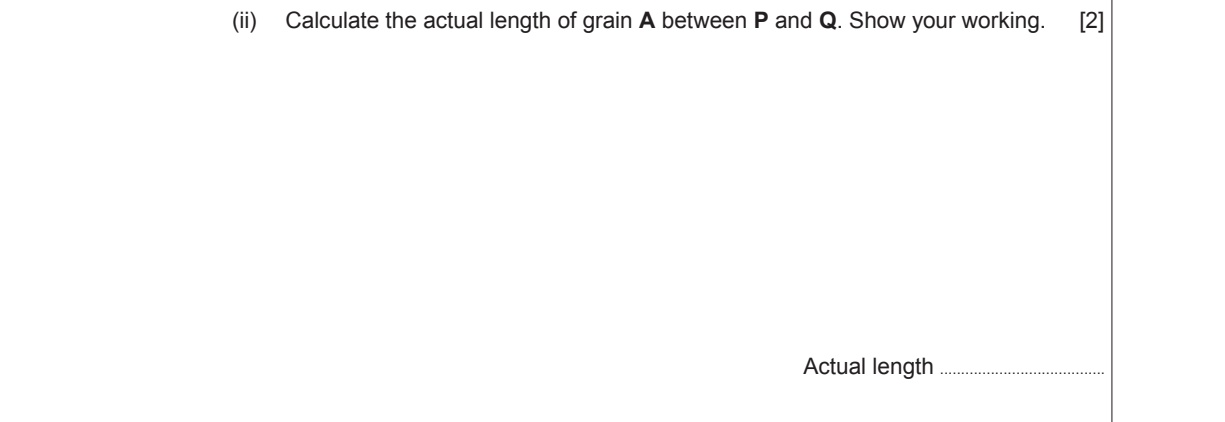 (ii) Calculate the actual length of grain A between P and Q. Show your working. [2]
Actual length ......................................